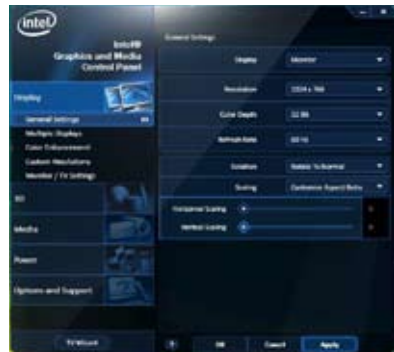 intel
Intel®
Graphics and Media
Control Panel
Display
General Settings
Multiple Displays
Color Enhancement
Custom Resolutions
Monitor / TV Settings
3D
Media
Power
Options and Support
TV Wizard
General Settings
Display
Monitor
Resolution
1024 x 768
Color Depth
32 Bit
Refresh Rate
60 Hz
Rotation
Rotate To Normal
Scaling
Customize Aspect Ratio
Horizontal Scaling
Vertical Scaling
?
OK
Cancel
Apply